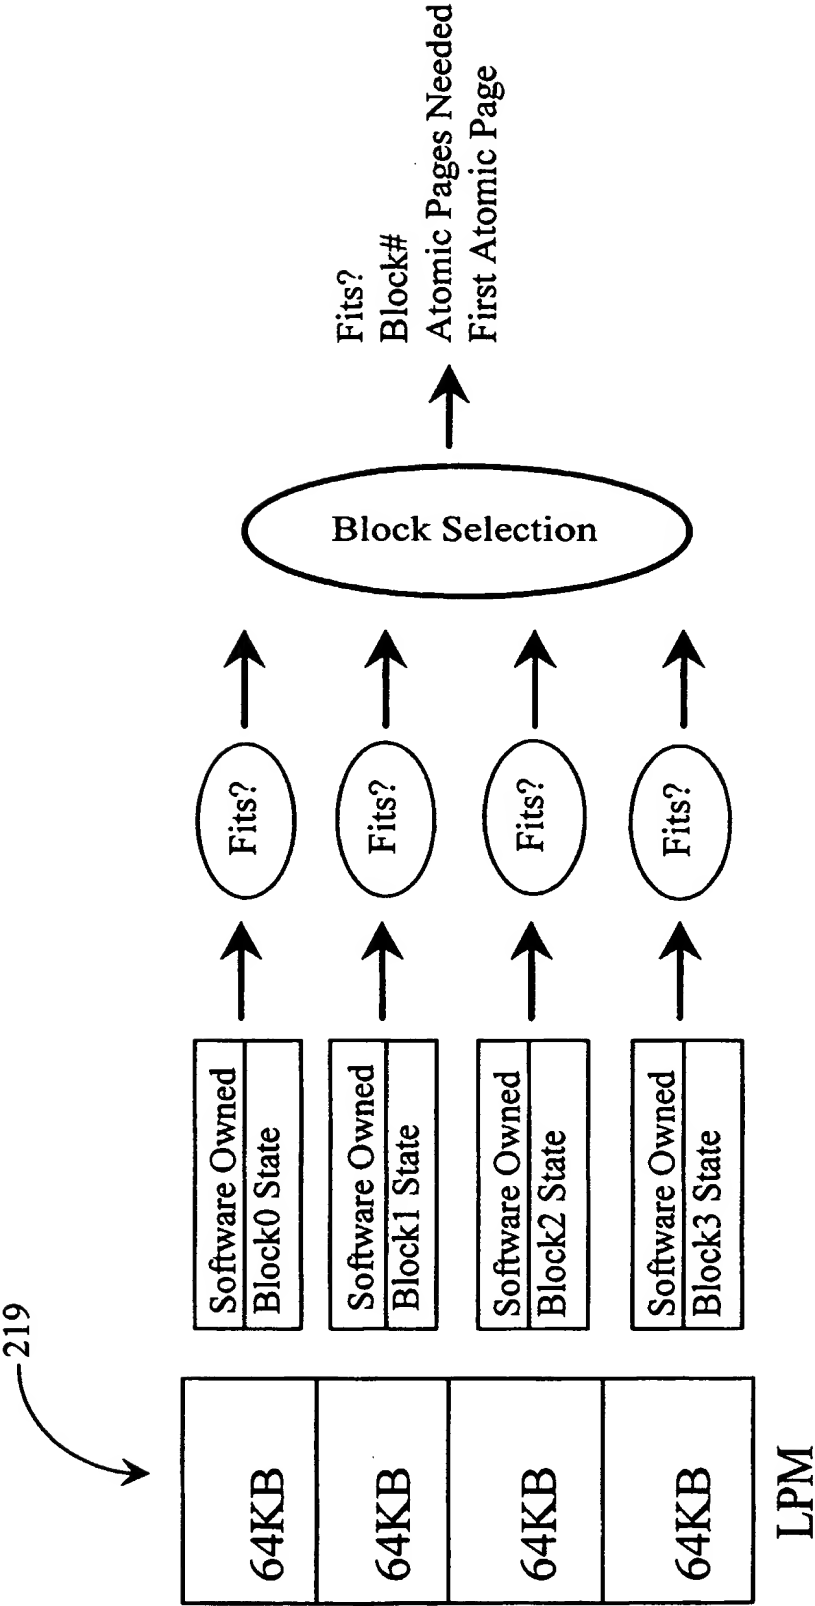 219
64KB
64KB
64KB
64KB
LPM
Software Owned
Block0 State
Software Owned
Block1 State
Software Owned
Block2 State
Software Owned
Block3 State
Fits?
Fits?
Fits?
Fits?
Block Selection
Fits?
Block#
Atomic Pages Needed
First Atomic Page